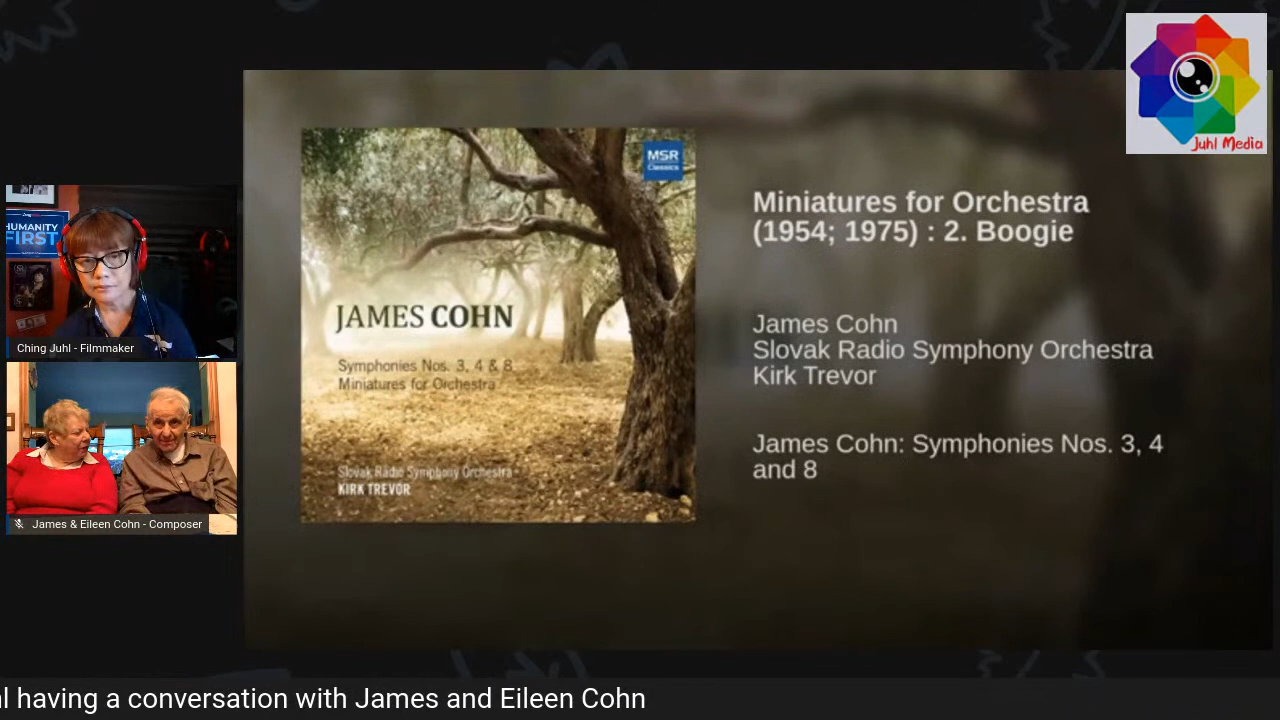 Juhl Media
MSR
Classics
JAMES COHN
Symphonies Nos. 3, 4 & 8
Miniatures for Orchestra
Slovak Radio Symphony Orchestra
KIRK TREVOR
Miniatures for Orchestra
(1954; 1975) : 2. Boogie
James Cohn
Slovak Radio Symphony Orchestra
Kirk Trevor
James Cohn: Symphonies Nos. 3, 4
and 8
HUMANITY
FIRST
Ching Juhl - Filmmaker
James & Eileen Cohn - Composer
having a conversation with James and Eileen Cohn